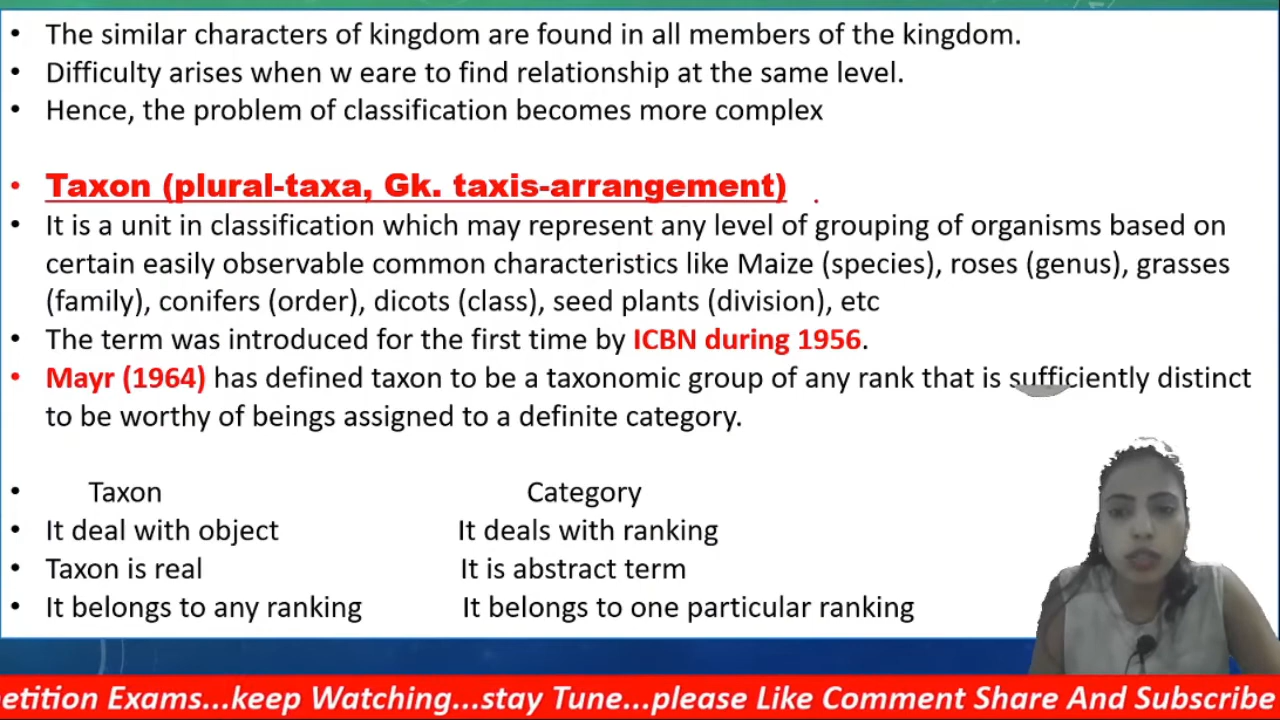 • The similar characters of kingdom are found in all members of the kingdom.
• Difficulty arises when w eare to find relationship at the same level.
• Hence, the problem of classification becomes more complex
• Taxon (plural-taxa, Gk. taxis-arrangement)
• It is a unit in classification which may represent any level of grouping of organisms based on
certain easily observable common characteristics like Maize (species), roses (genus), grasses
(family), conifers (order), dicots (class), seed plants (division), etc
• The term was introduced for the first time by ICBN during 1956.
• Mayr (1964) has defined taxon to be a taxonomic group of any rank that is sufficiently distinct
to be worthy of beings assigned to a definite category.
• Taxon Category
• It deal with object It deals with ranking
• Taxon is real It is abstract term
• It belongs to any ranking It belongs to one particular ranking
etition Exams...keep Watching...stay Tune...please Like Comment Share And Subscribe